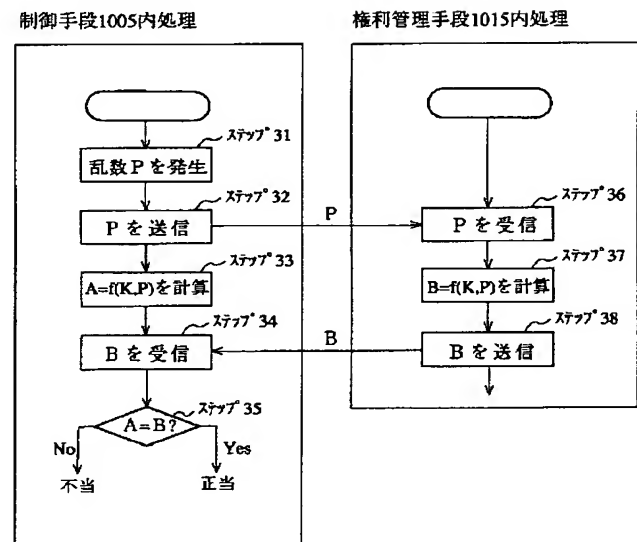 制御手段1005内処理
ステップ31
乱数Pを発生
ステップ32
Pを送信
ステップ33
A=f(K,P)を計算
ステップ34
Bを受信
ステップ35
A=B?
No
Yes
不当
正当
P
B
権利管理手段1015内処理
ステップ36
Pを受信
ステップ37
B=f(K,P)を計算
ステップ38
Bを送信